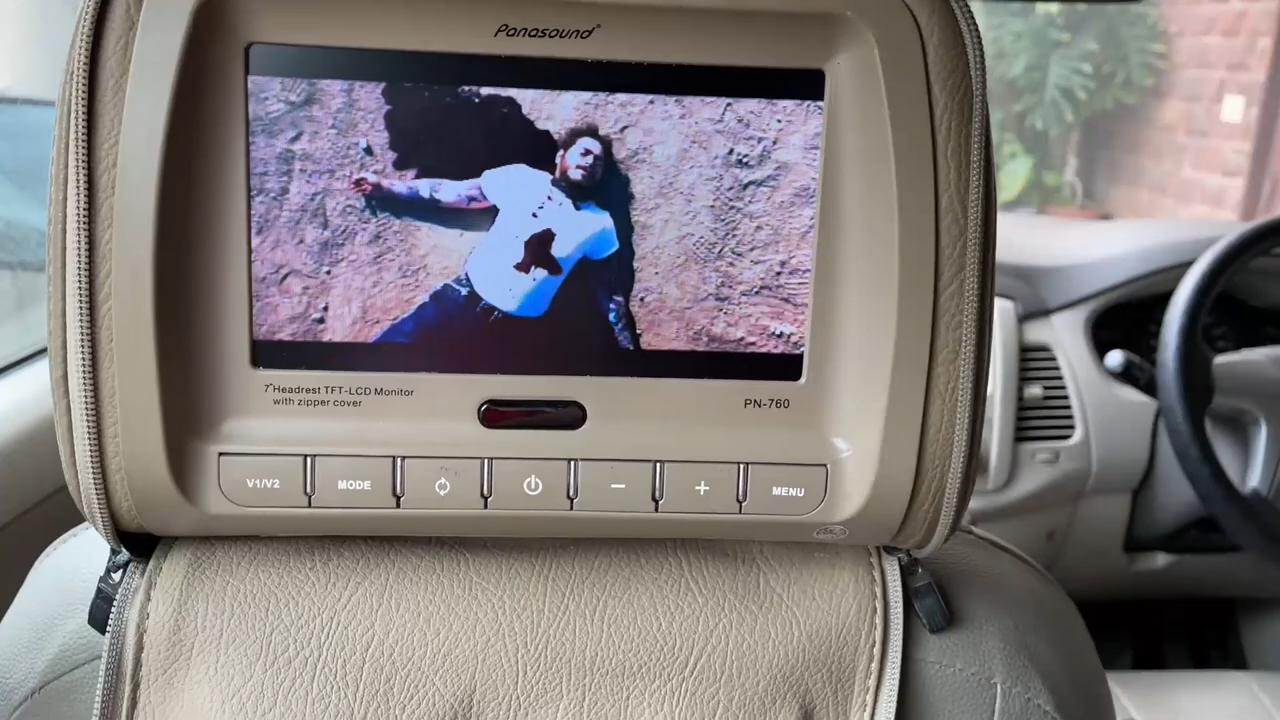 Panasound®
7" Headrest TFT-LCD Monitor
with zipper cover
PN-760
V1/V2
MODE
MENU